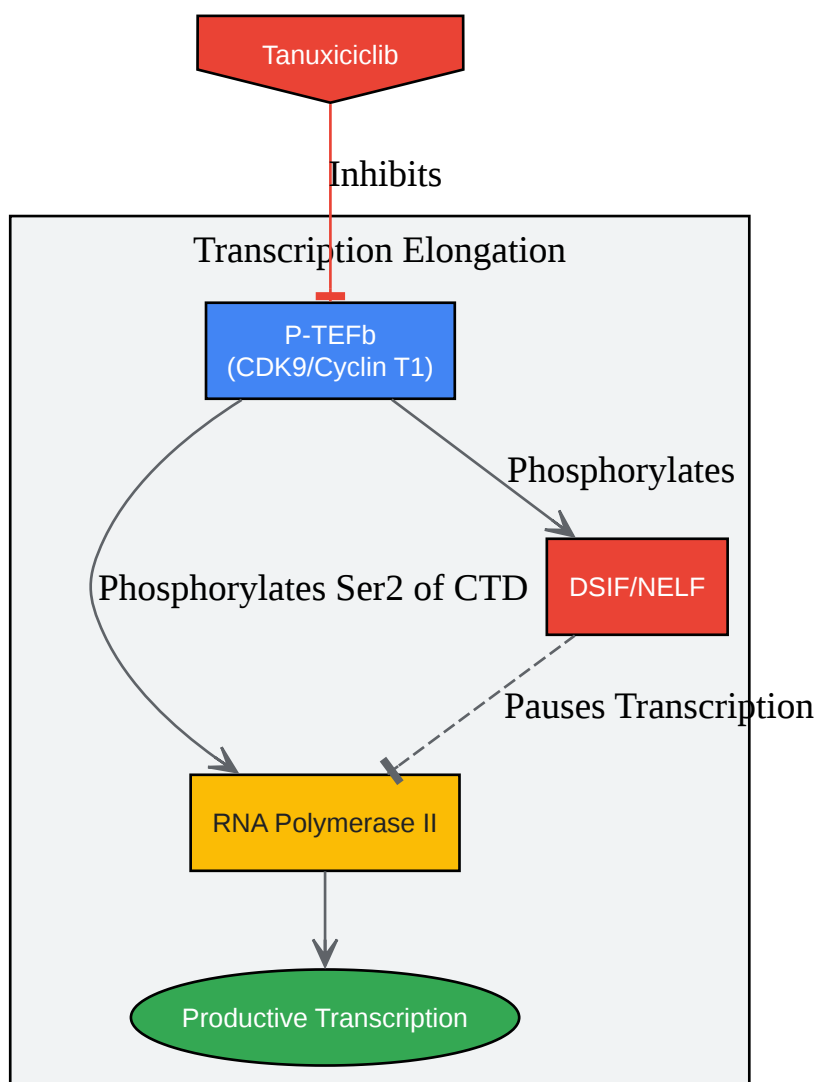 Tanuxiciclib
Inhibits
Transcription Elongation
P-TEFb
(CDK9/Cyclin T1)
Phosphorylates
Phosphorylates Ser2 of CTD
DSIF/NELF
Pauses Transcription
RNA Polymerase II
Productive Transcription